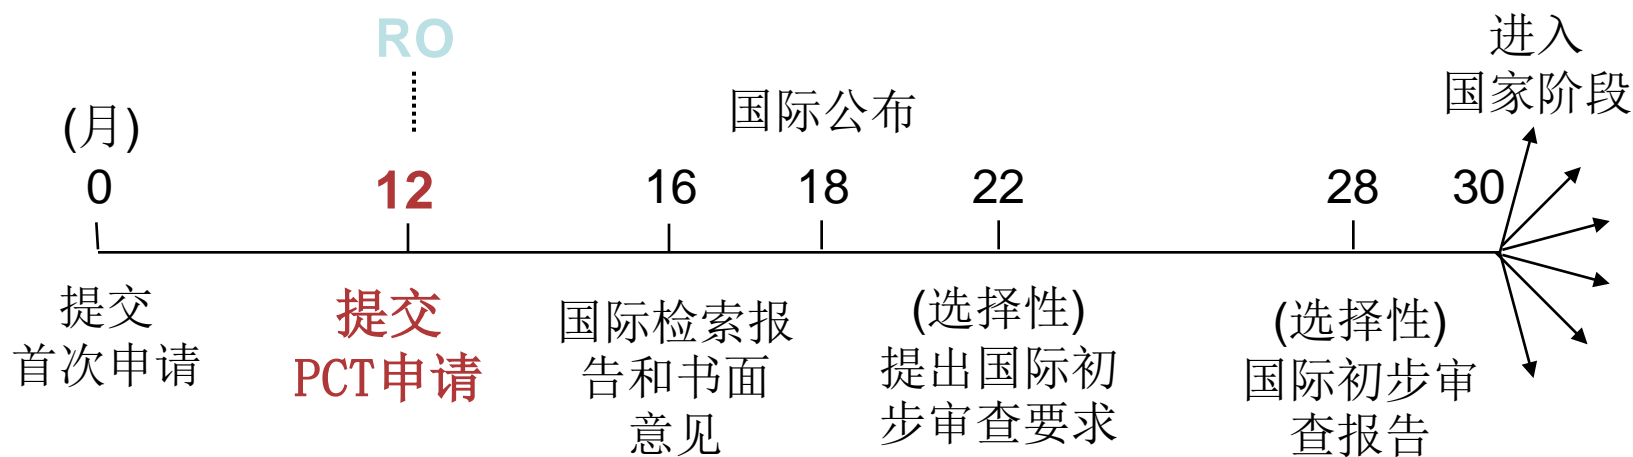 RO
进入
国家阶段
国际公布
(月)
0 12 16 18 22 28 30
提交
首次申请
提交
PCT申请
国际检索报
告和书面
意见
(选择性)
提出国际初
步审查要求
(选择性)
国际初步审
查报告